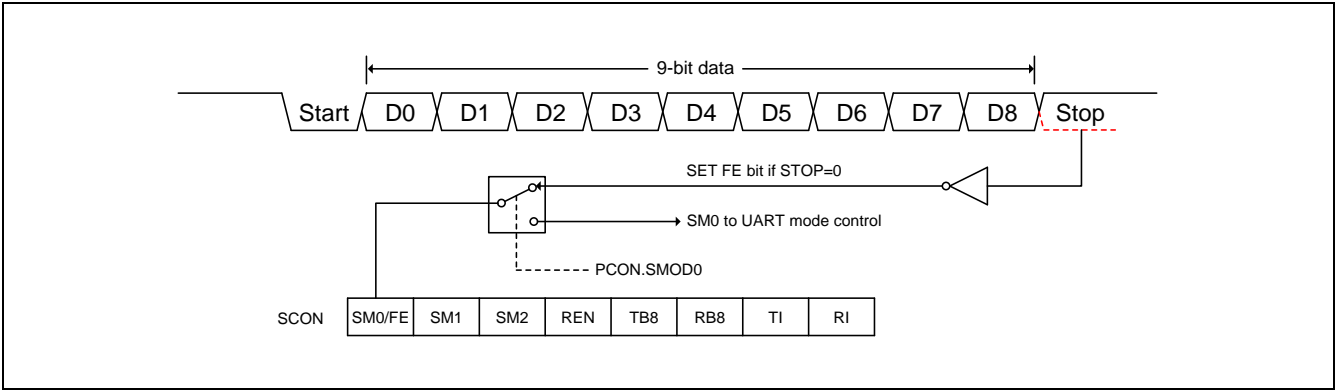 9-bit data
Start D0 D1 D2 D3 D4 D5 D6 D7 D8 Stop
SET FE bit if STOP=0
SM0 to UART mode control
PCON.SMOD0
SCON SM0/FE SM1 SM2 REN TB8 RB8 TI RI